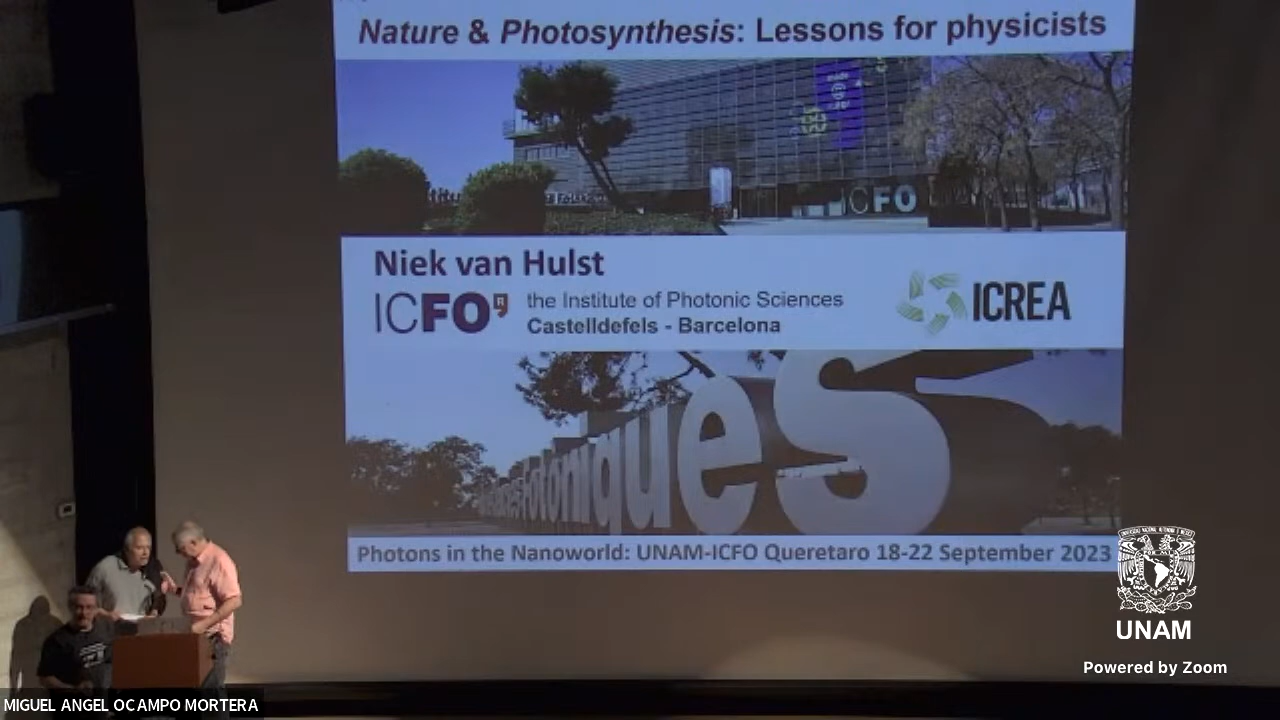 Nature & Photosynthesis: Lessons for physicists
ICFO
Niek van Hulst
ICFO
the Institute of Photonic Sciences
Castelldefels - Barcelona
ICREA
Fotòniques
Photons in the Nanoworld: UNAM-ICFO Queretaro 18-22 September 2023
UNAM
Powered by Zoom
MIGUEL ANGEL OCAMPO MORTERA